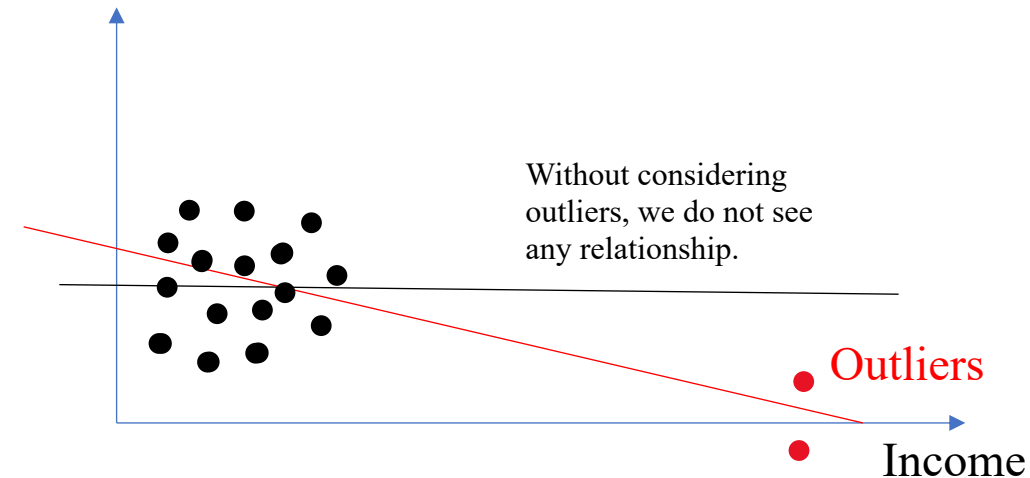 Without considering
outliers, we do not see
any relationship.
Outliers
Income